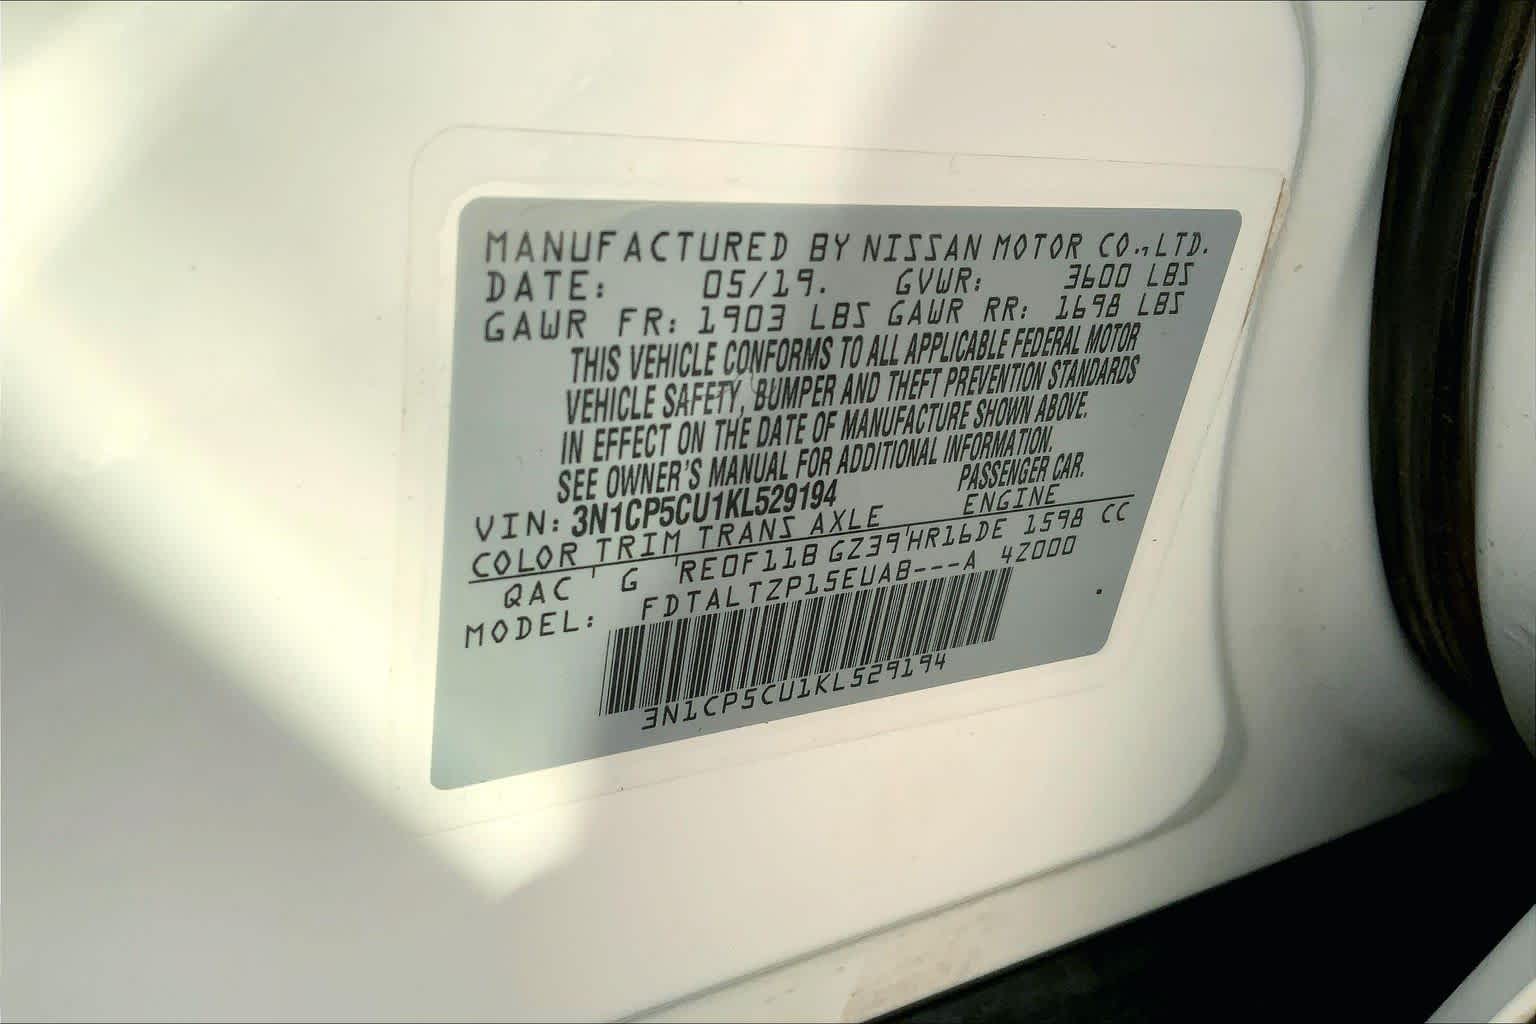 MANUFACTURED BY NISSAN MOTOR CO., LTD.
DATE: 05/19. GVWR: 3600 LBS
GAWR FR: 1903 LBS GAWR RR: 1698 LBS
THIS VEHICLE CONFORMS TO ALL APPLICABLE FEDERAL MOTOR
VEHICLE SAFETY, BUMPER AND THEFT PREVENTION STANDARDS
IN EFFECT ON THE DATE OF MANUFACTURE SHOWN ABOVE.
SEE OWNER'S MANUAL FOR ADDITIONAL INFORMATION.
VIN: 3N1CP5CU1KL529194 PASSENGER CAR.
COLOR TRIM TRANS AXLE ENGINE
QAC G RE0F11B GZ39 HR16DE 1598 CC
MODEL: FDTALTZP15EUAB---A 4Z000
3N1CP5CU1KL529194